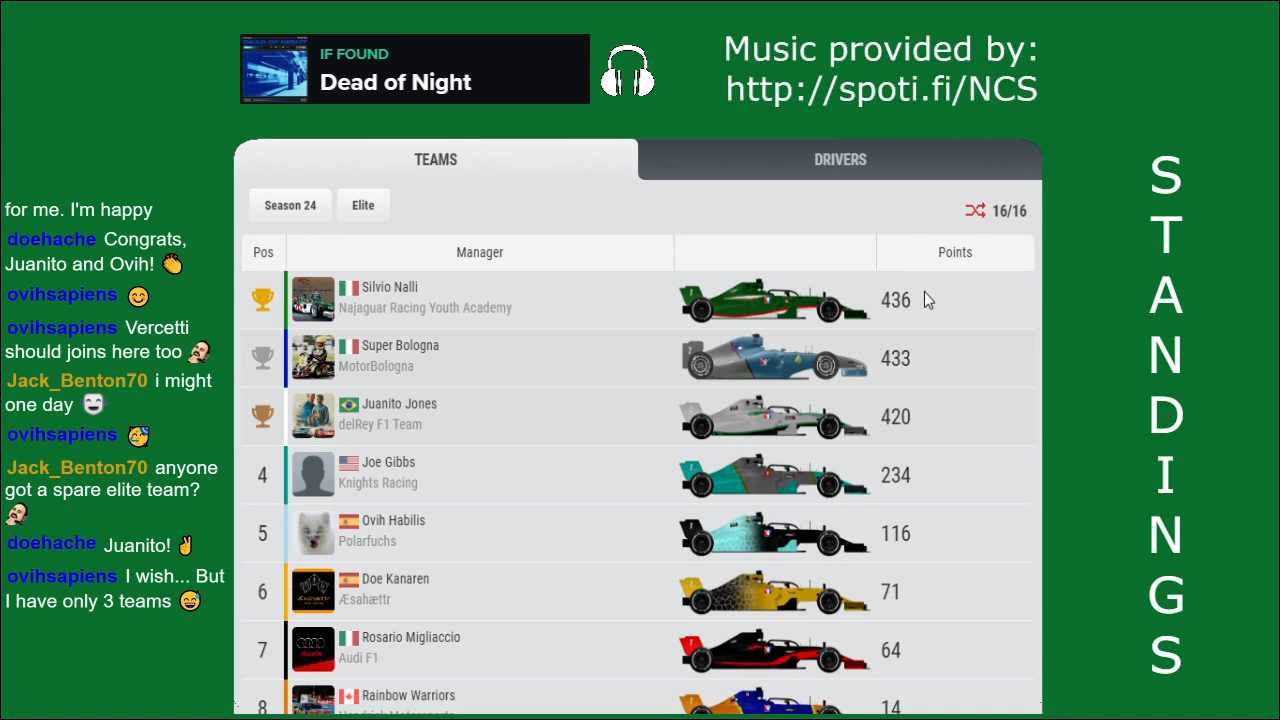 IF FOUND
Dead of Night
Music provided by:
http://spoti.fi/NCS
TEAMS
DRIVERS
Season 24
Elite
16/16
Pos
Manager
Points
Silvio Nalli
Najaguar Racing Youth Academy
436
Super Bologna
MotorBologna
433
Juanito Jones
delRey F1 Team
420
4
Joe Gibbs
Knights Racing
234
5
Ovih Habilis
Polarfuchs
116
6
Doe Kanaren
Æsahættr
71
7
Rosario Migliaccio
Audi F1
64
8
Rainbow Warriors
14
for me. I'm happy
doehache Congrats,
Juanito and Ovih! 👏
ovihsapiens 😊
ovihsapiens Vercetti
should joins here too
Jack_Benton70 i might
one day
ovihsapiens 🥳
Jack_Benton70 anyone
got a spare elite team?
doehache Juanito! ✌
ovihsapiens I wish... But
I have only 3 teams 😅
STANDINGS